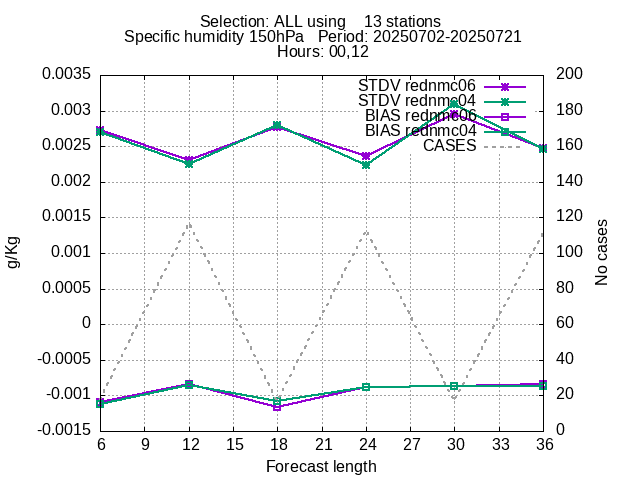 Selection: ALL using 13 stations
Specific humidity 150hPa Period: 20250702-20250721
Hours: 00,12
STDV rednmc06
STDV rednmc04
BIAS rednmc06
BIAS rednmc04
CASES
0.0035
0.003
0.0025
0.002
0.0015
0.001
0.0005
0
-0.0005
-0.001
-0.0015
g/Kg
200
180
160
140
120
100
80
60
40
20
0
No cases
6 9 12 15 18 21 24 27 30 33 36
Forecast length